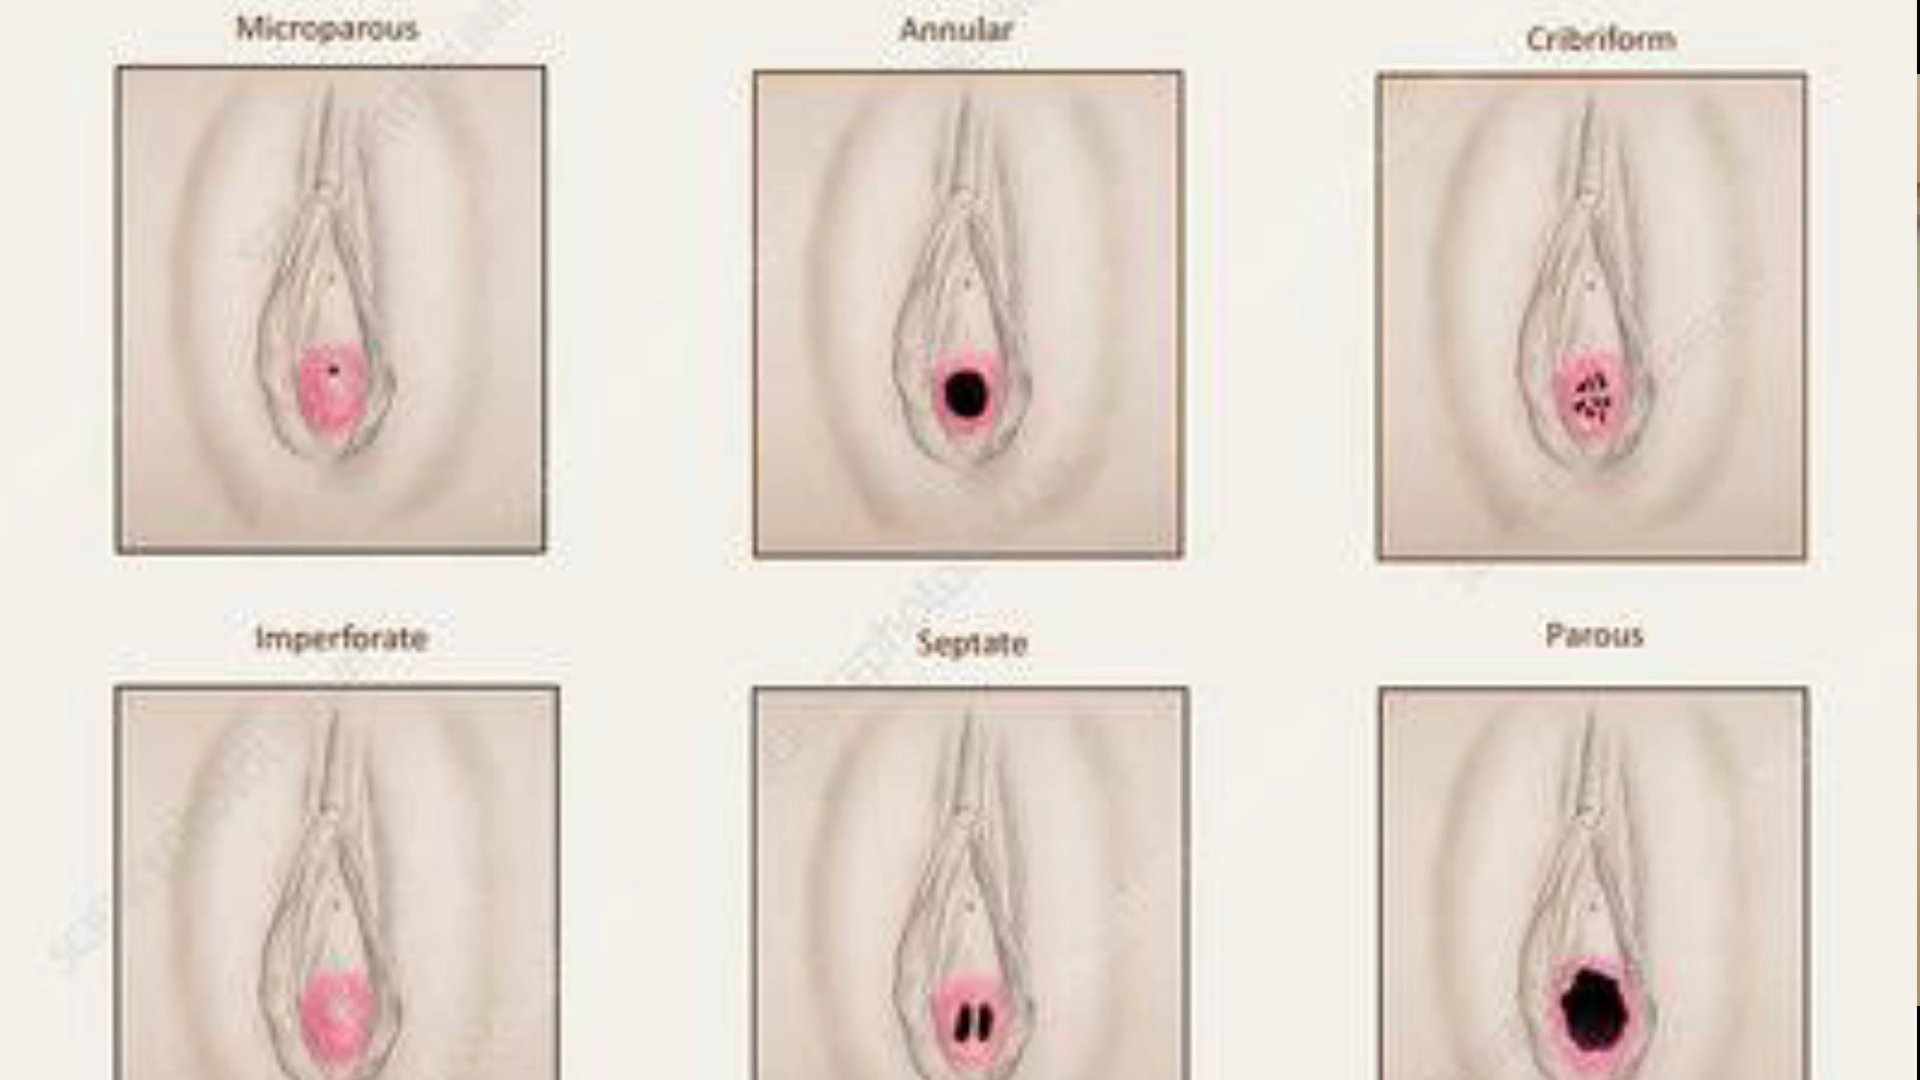 Microparous
Annular
Cribriform
Imperforate
Septate
Parous